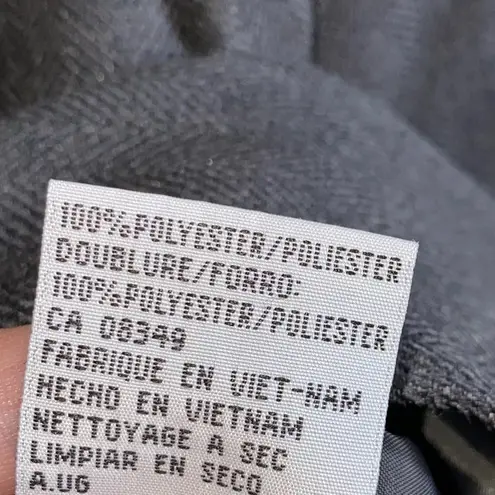 100%POLYESTER/POLIESTER
DOUBLURE/FORRO:
100%POLYESTER/POLIESTER
CA 08349
FABRIQUE EN VIET-NAM
HECHO EN VIETNAM
NETTOYAGE A SEC
LIMPIAR EN SECO
A.UG